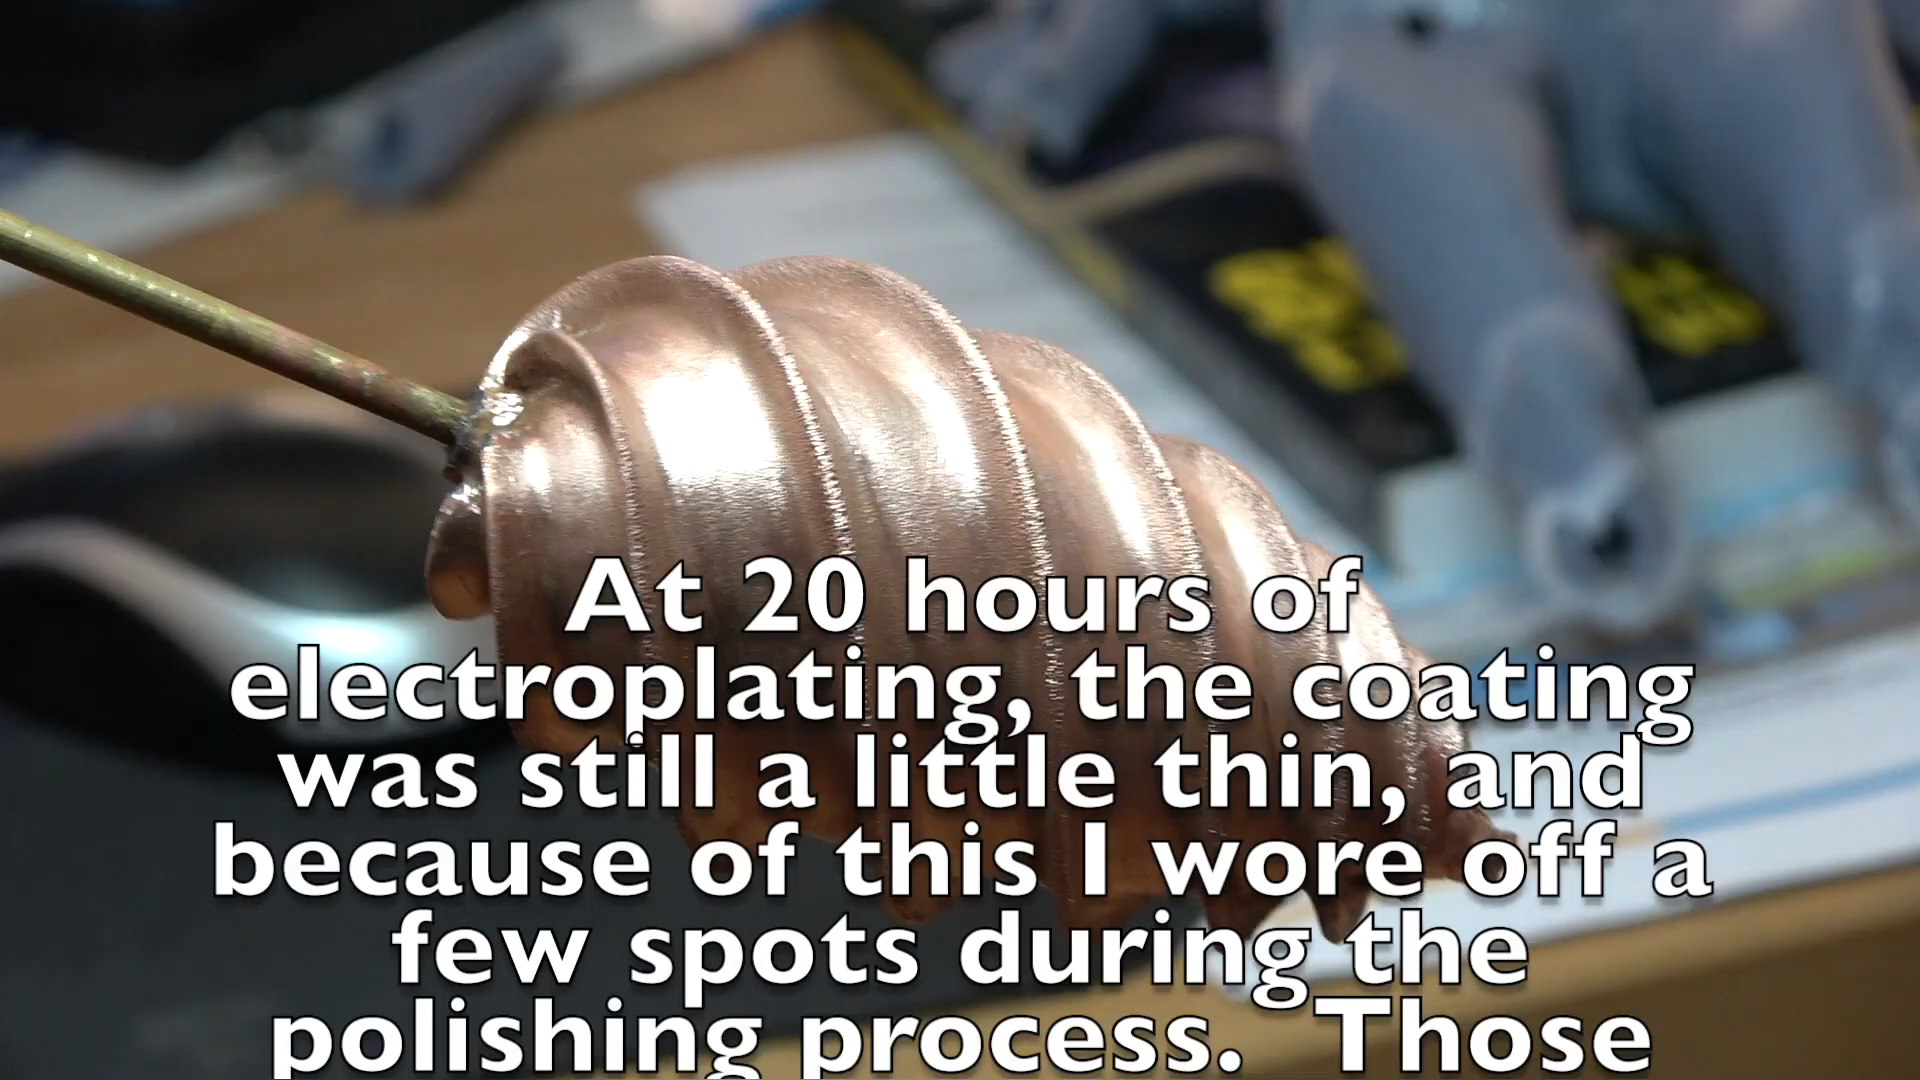 At 20 hours of
electroplating, the coating
was still a little thin, and
because of this I wore off a
few spots during the
polishing process. Those